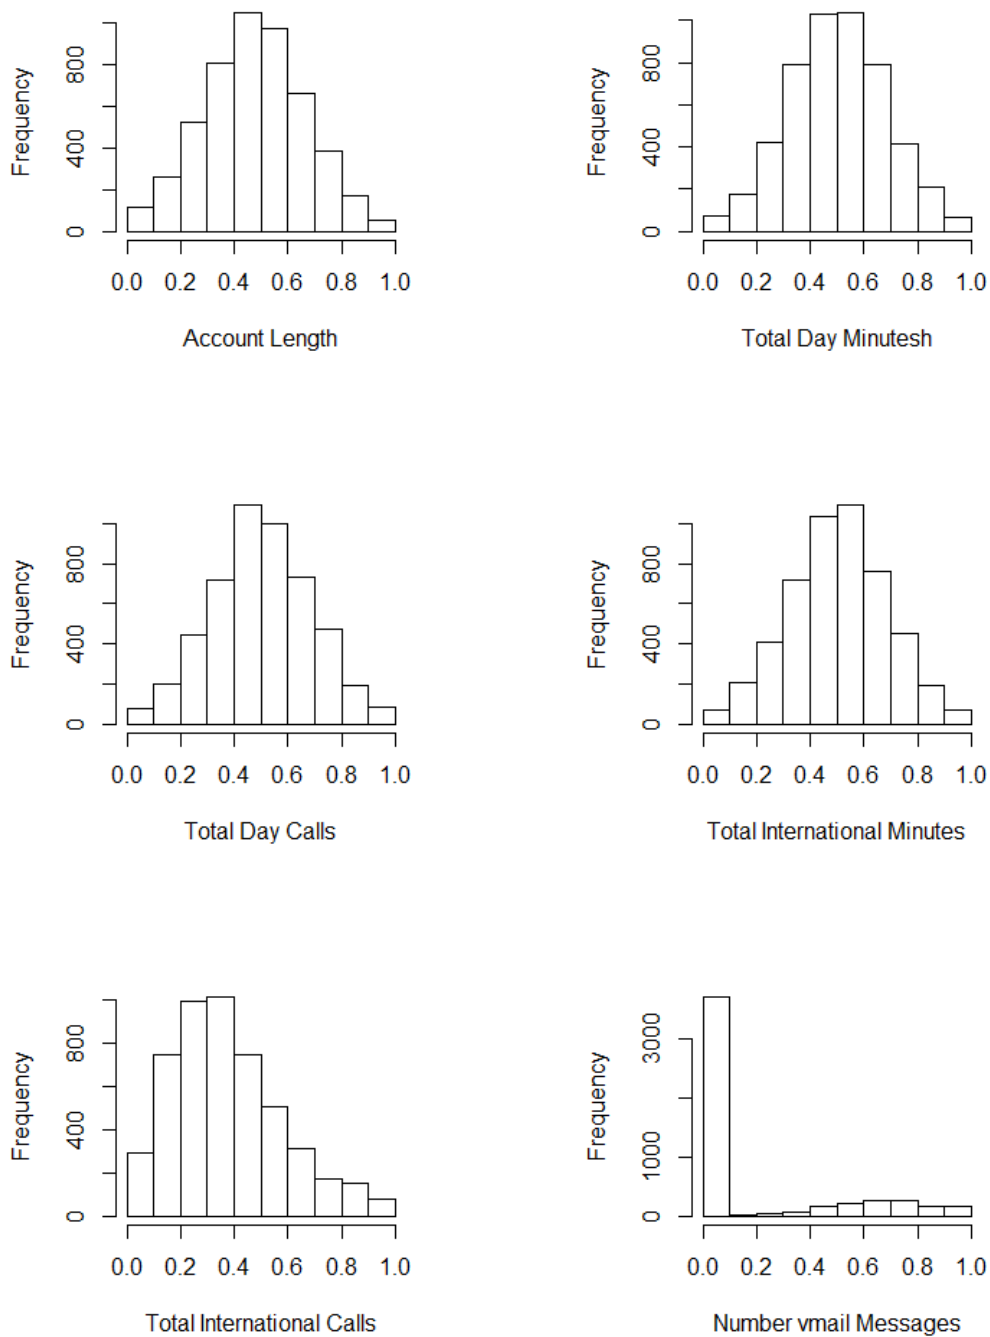 Frequency
800
400
0
0.0 0.2 0.4 0.6 0.8 1.0
Account Length
Frequency
800
400
0
0.0 0.2 0.4 0.6 0.8 1.0
Total Day Minutesh
Frequency
800
400
0
0.0 0.2 0.4 0.6 0.8 1.0
Total Day Calls
Frequency
800
400
0
0.0 0.2 0.4 0.6 0.8 1.0
Total International Minutes
Frequency
800
400
0
0.0 0.2 0.4 0.6 0.8 1.0
Total International Calls
Frequency
3000
1000
0
0.0 0.2 0.4 0.6 0.8 1.0
Number vmail Messages